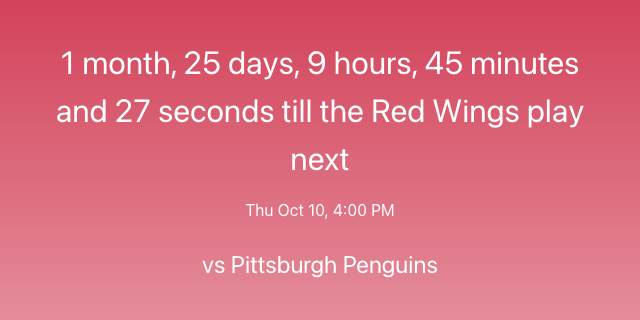 1 month, 25 days, 9 hours, 45 minutes
and 27 seconds till the Red Wings play
next
Thu Oct 10, 4:00 PM
vs Pittsburgh Penguins